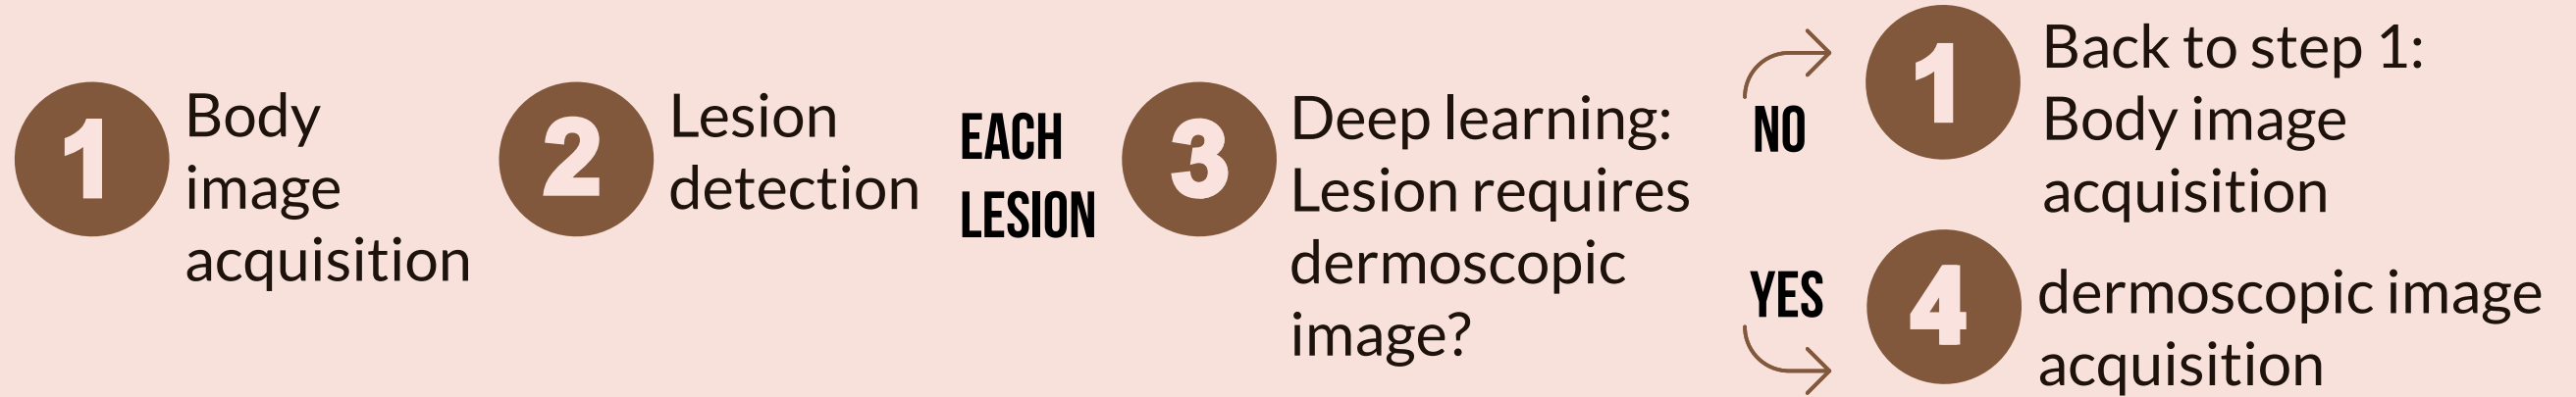 1
Body
image
acquisition
2
Lesion
detection
EACH
LESION
3
Deep learning:
Lesion requires
dermoscopic
image?
NO
1
Back to step 1:
Body image
acquisition
YES
4
dermoscopic image
acquisition